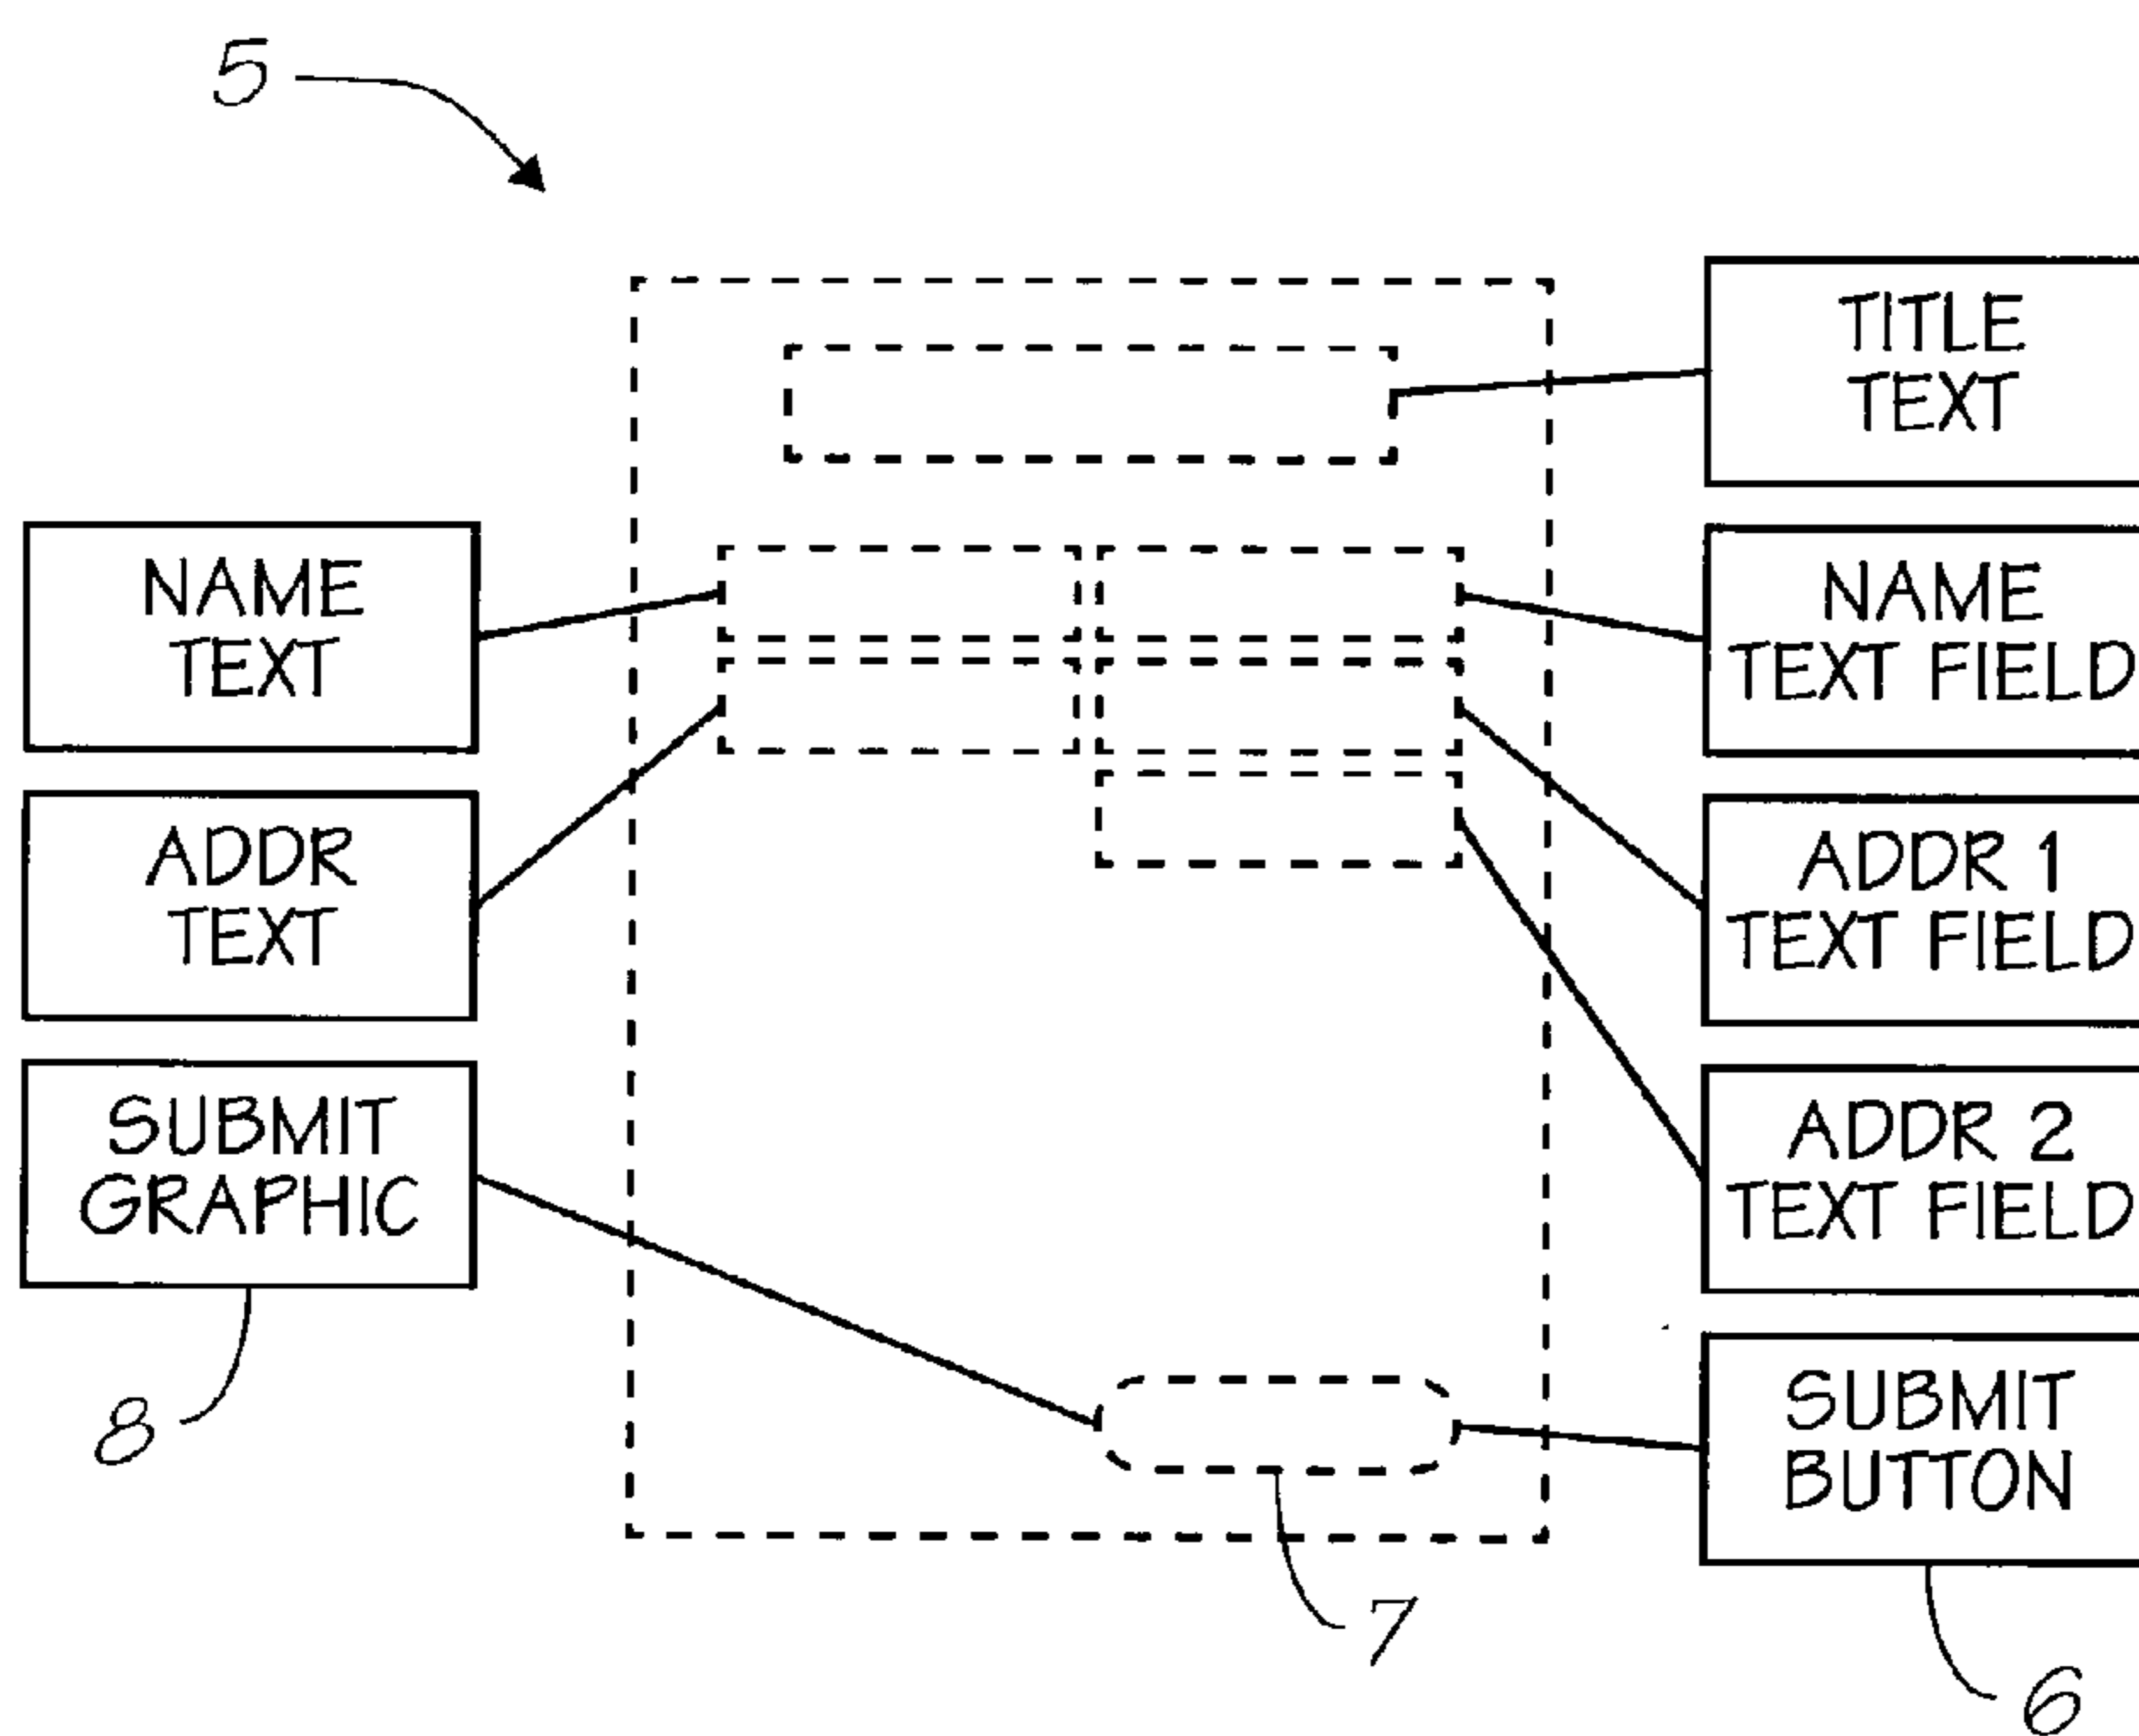 5
TITLE
TEXT
NAME
TEXT
NAME
TEXT FIELD
ADDR
TEXT
ADDR 1
TEXT FIELD
SUBMIT
GRAPHIC
ADDR 2
TEXT FIELD
8
SUBMIT
BUTTON
7
6